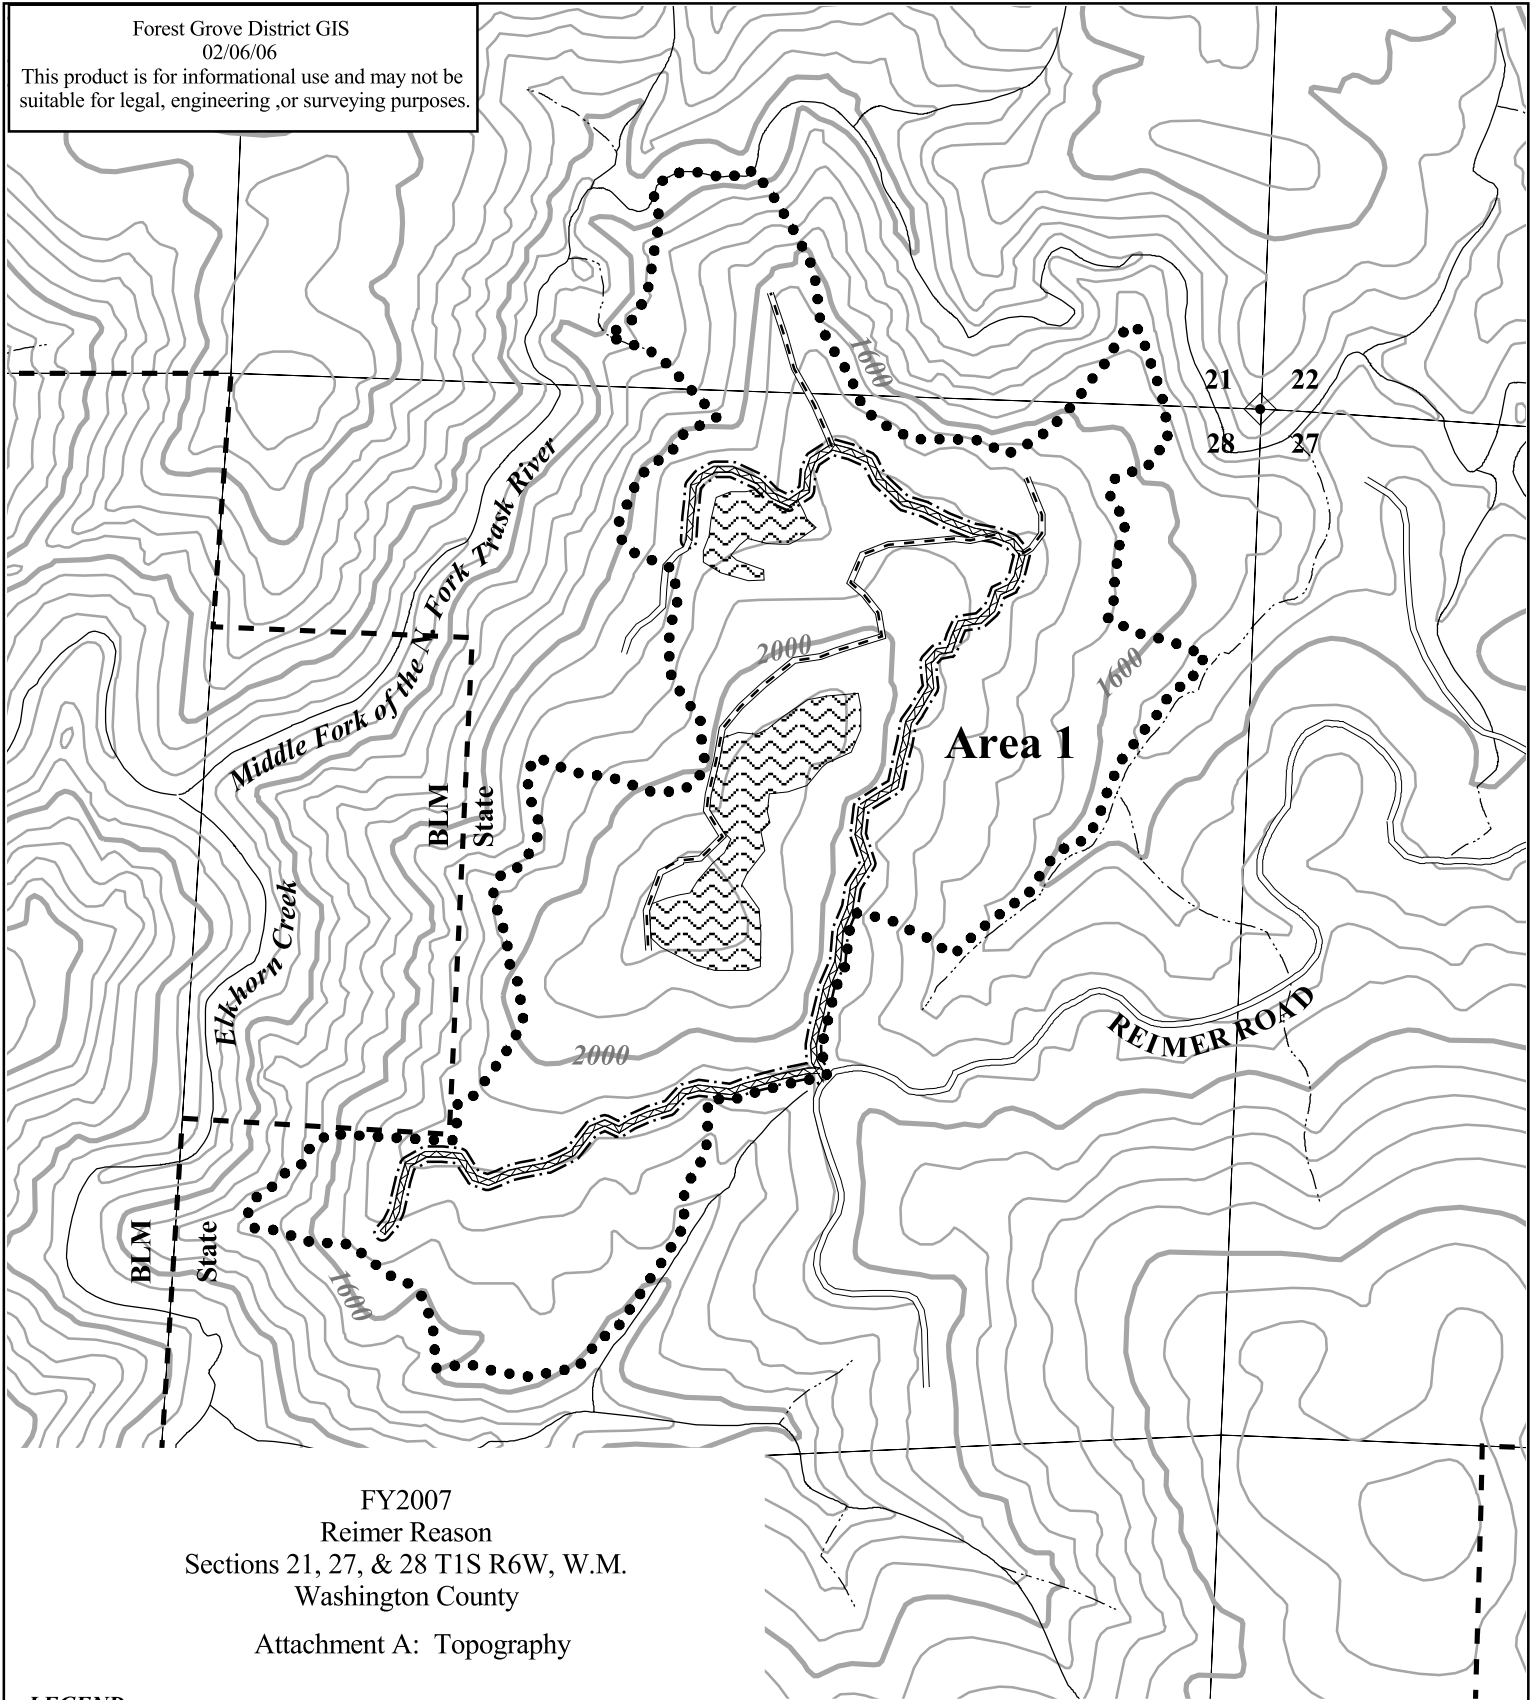 Forest Grove District GIS
02/06/06
This product is for informational use and may not be
suitable for legal, engineering ,or surveying purposes.
1600
21
22
28
27
Middle Fork of the N. Fork Trask River
2000
1600
Area 1
BLM
State
Elkhorn Creek
REIMER ROAD
2000
BLM
State
1600
FY2007
Reimer Reason
Sections 21, 27, & 28 T1S R6W, W.M.
Washington County
Attachment A: Topography
LEGEND